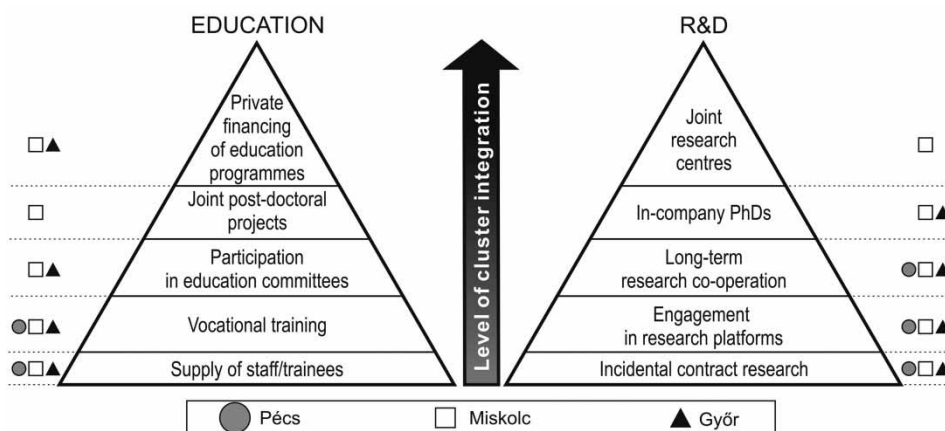 EDUCATION
Private
financing
of education
programmes
Joint post-doctoral
projects
Participation
in education committees
Vocational training
Supply of staff/trainees
Level of cluster integration
R&D
Joint
research
centres
In-company PhDs
Long-term
research co-operation
Engagement
in research platforms
Incidental contract research
Pécs
Miskolc
Győr